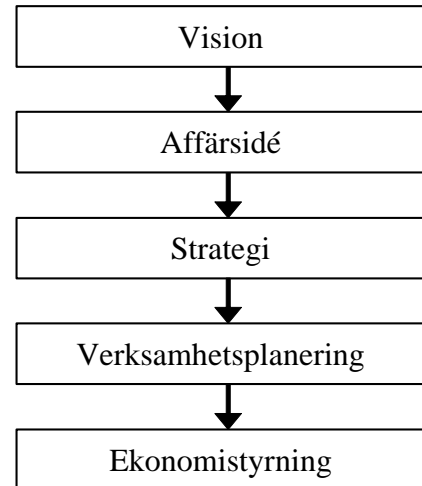 Vision
Affärsidé
Strategi
Verksamhetsplanering
Ekonomistyrning